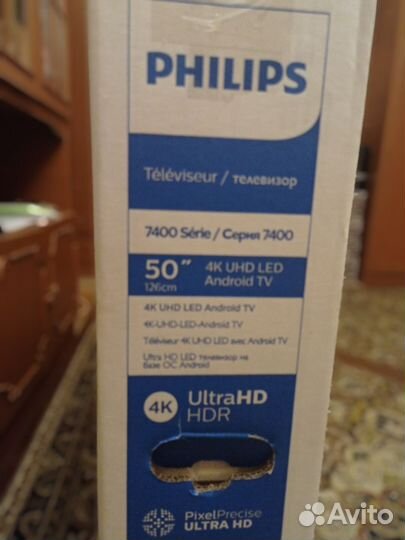 PHILIPS
Téléviseur / телевизор
7400 Série / Серия 7400
50" 4K UHD LED
126cm Android TV
4K UHD LED Android TV
4K-UHD-LED-Android TV
Téléviseur 4K UHD LED avec Android TV
Ultra HD LED телевизор на
базе ОС Android
4K UltraHD
HDR
PixelPrecise
ULTRA HD
Avito